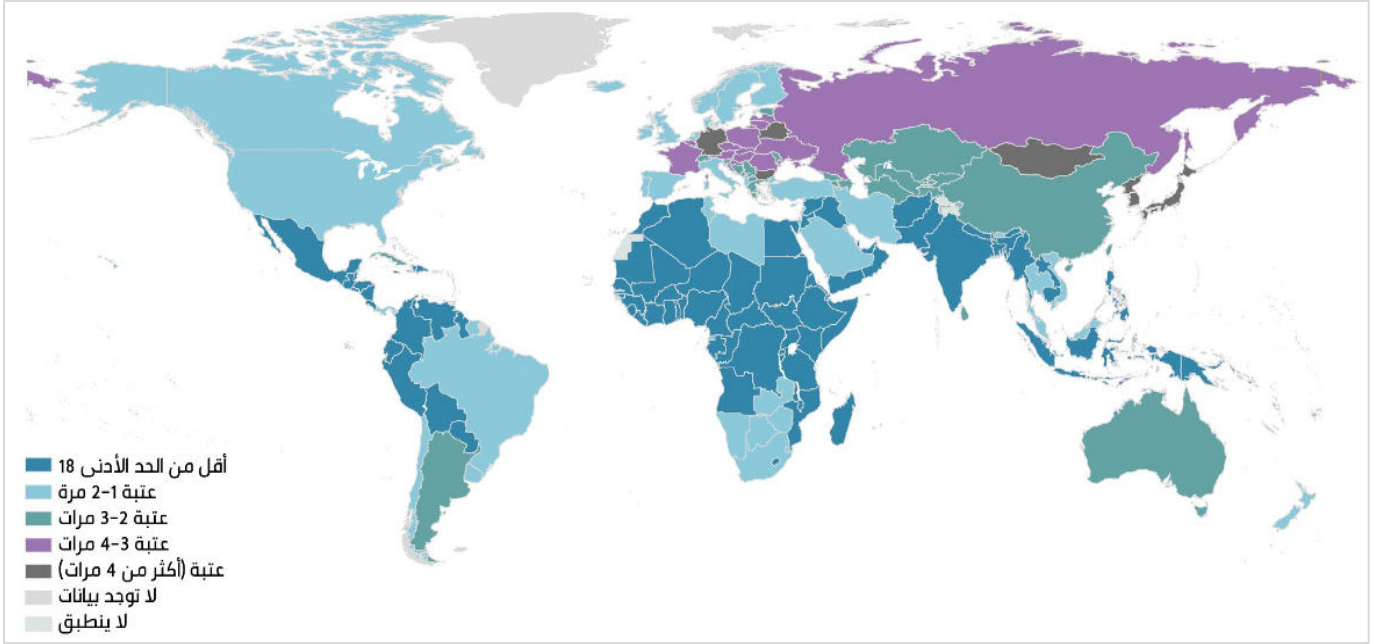 أقل من الحد الأدنى 18
عتبة 1-2 مرة
عتبة 2-3 مرات
عتبة 3-4 مرات
عتبة (أكثر من 4 مرات)
لا توجد بيانات
لا ينطبق